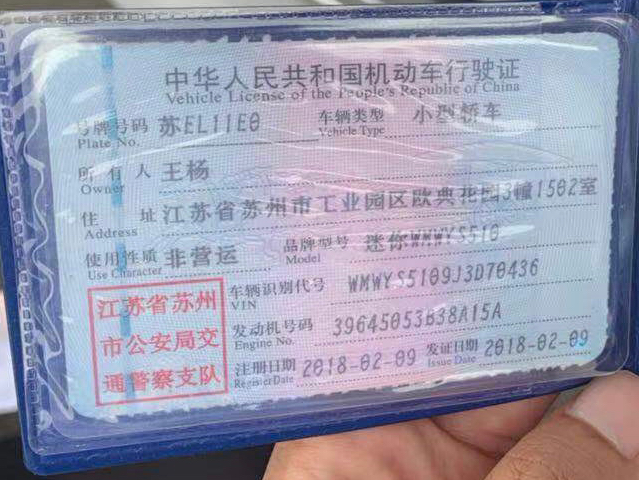 中华人民共和国机动车行驶证
Vehicle License of the People's Republic of China
号牌号码 苏EL11E0 车辆类型 小型轿车
Plate No. Vehicle Type
所有人 王杨
Owner
住址 江苏省苏州市工业园区欧典花园3幢1502室
Address
使用性质 非营运 品牌型号 迷你WMWYS510
Use Character Model
车辆识别代号 WMWYS5109J3D70436
VIN
发动机号码 39645053B38A15A
Engine No.
注册日期 2018-02-09 发证日期 2018-02-09
Register Date Issue Date
江苏省苏州
市公安局交
通警察支队